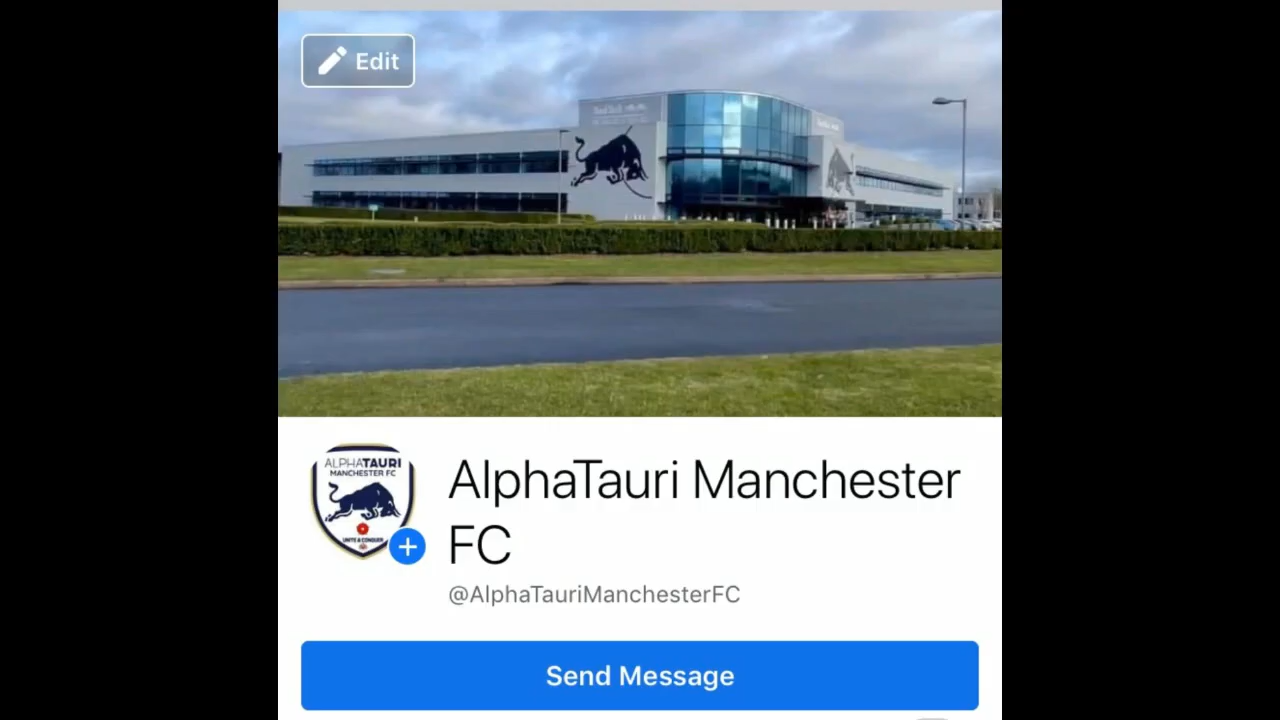 Edit
ALPHATAURI
MANCHESTER FC
UNITE & CONQUER
AlphaTauri Manchester
FC
@AlphaTauriManchesterFC
Send Message